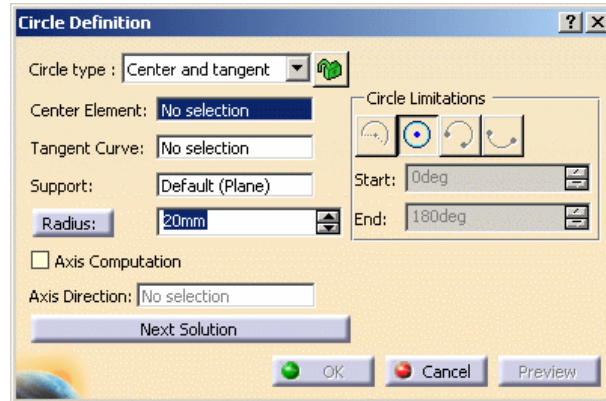 Circle Definition
Circle type : Center and tangent
Center Element: No selection
Tangent Curve: No selection
Support: Default (Plane)
Radius: 20mm
Axis Computation
Axis Direction: No selection
Next Solution
Circle Limitations
Start: 0deg
End: 180deg
OK Cancel Preview